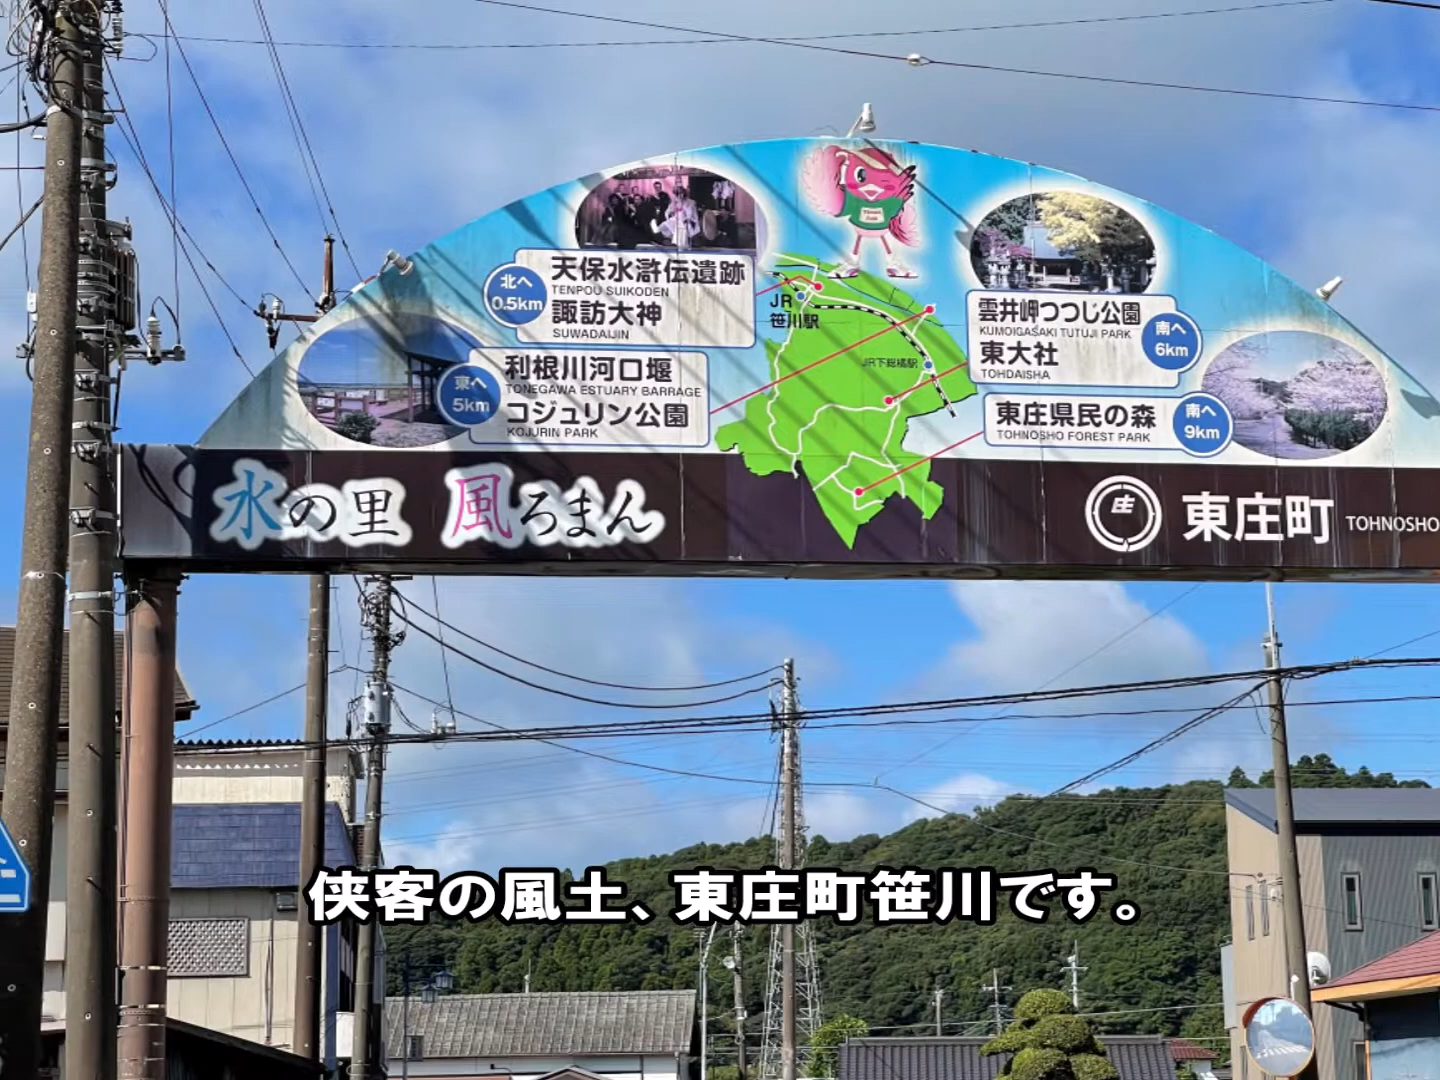 北へ
0.5km
天保水滸伝遺跡
TENPOU SUIKODEN
諏訪大神
SUWADAIJIN
JR
笹川駅
雲井岬つつじ公園
KUMOIGASAKI TUTUJI PARK
東大社
TOHDAISHA
南へ
6km
東へ
5km
利根川河口堰
TONEGAWA ESTUARY BARRAGE
コジュリン公園
KOJURIN PARK
JR下総橘駅
東庄県民の森
TOHNOSHO FOREST PARK
南へ
9km
水の里 風ろまん
庄
東庄町 TOHNOSHO
侠客の風土、東庄町笹川です。